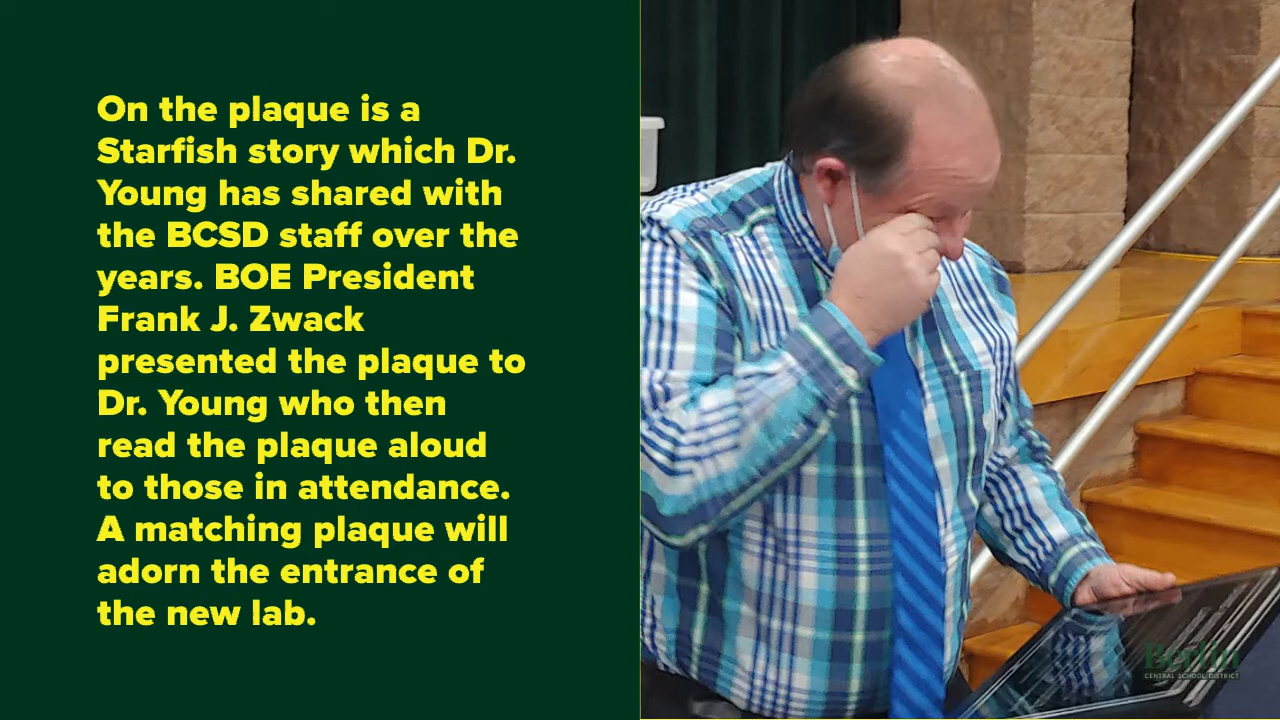 On the plaque is a
Starfish story which Dr.
Young has shared with
the BCSD staff over the
years. BOE President
Frank J. Zwack
presented the plaque to
Dr. Young who then
read the plaque aloud
to those in attendance.
A matching plaque will
adorn the entrance of
the new lab.
Berlin
CENTRAL SCHOOL DISTRICT